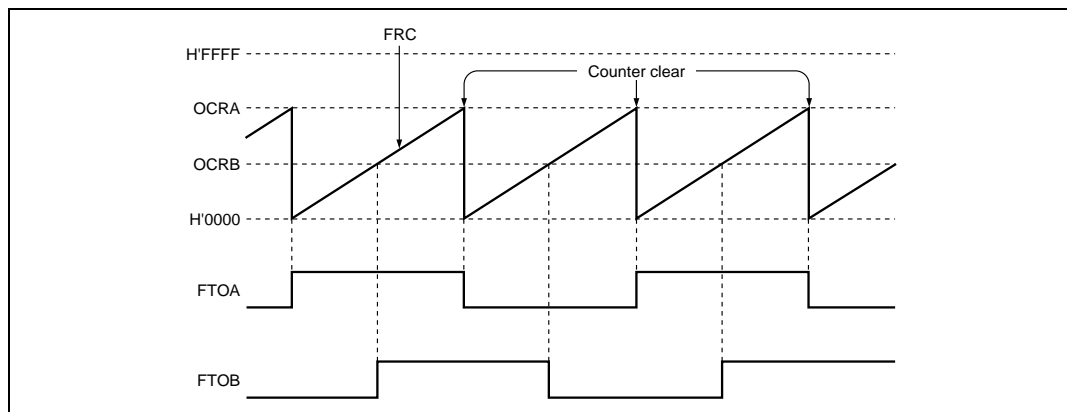 FRC
H'FFFF
Counter clear
OCRA
OCRB
H'0000
FTOA
FTOB